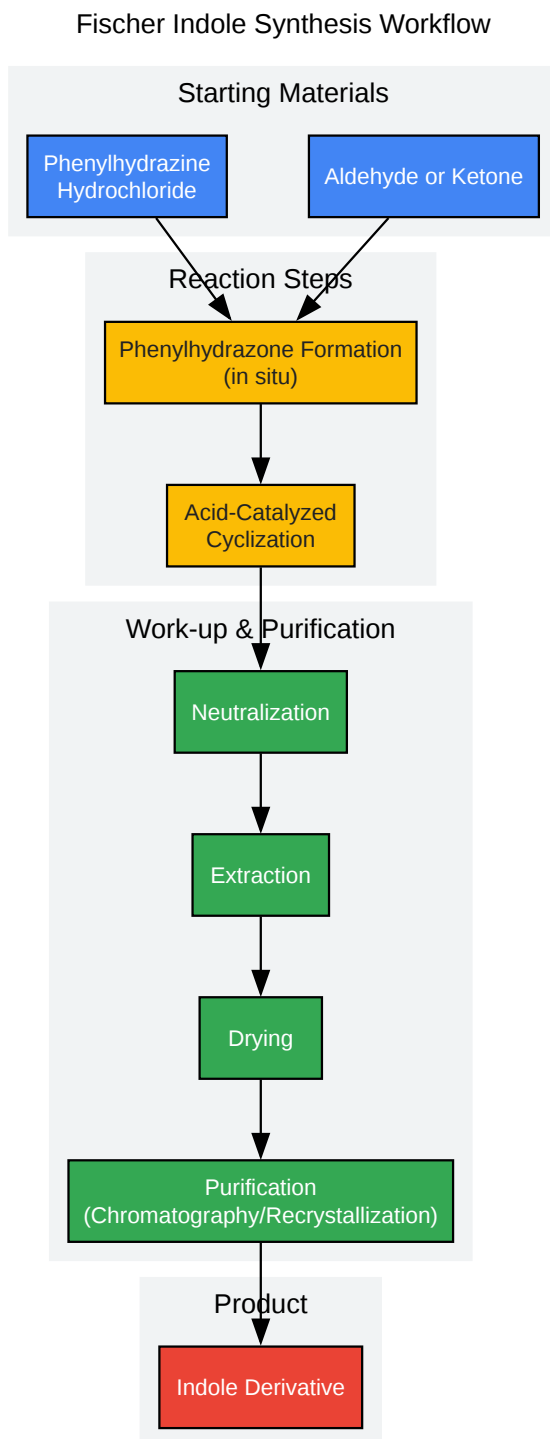 Fischer Indole Synthesis Workflow
Starting Materials
Phenylhydrazine
Hydrochloride
Aldehyde or Ketone
Reaction Steps
Phenylhydrazone Formation
(in situ)
Acid-Catalyzed
Cyclization
Work-up & Purification
Neutralization
Extraction
Drying
Purification
(Chromatography/Recrystallization)
Product
Indole Derivative